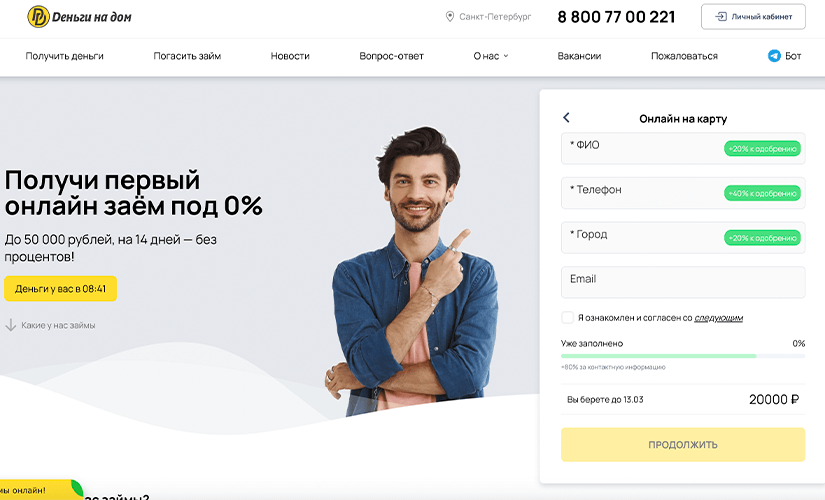 Деньги на дом
Санкт-Петербург
8 800 77 00 221
Личный кабинет
Получить деньги
Погасить займ
Новости
Вопрос-ответ
О нас
Вакансии
Пожаловаться
Бот
Получи первый
онлайн заём под 0%
До 50 000 рублей, на 14 дней — без
процентов!
Деньги у вас в 08:41
Какие у нас займы
Онлайн на карту
* ФИО
+20% к одобрению
* Телефон
+40% к одобрению
* Город
+20% к одобрению
Email
Я ознакомлен и согласен со следующим
Уже заполнено
0%
+80% за контактную информацию
Вы берете до 13.03
20000 ₽
ПРОДОЛЖИТЬ
онлайн!
займы?